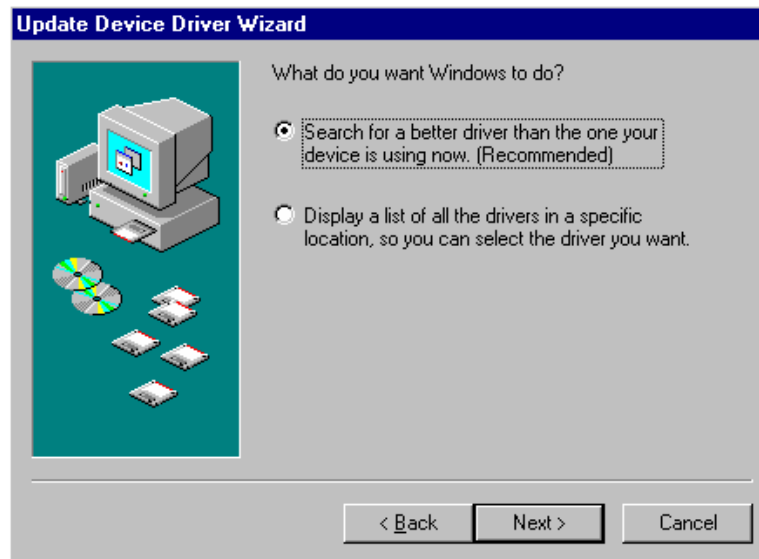 Update Device Driver Wizard
What do you want Windows to do?
Search for a better driver than the one your
device is using now. (Recommended)
Display a list of all the drivers in a specific
location, so you can select the driver you want.
< Back
Next >
Cancel